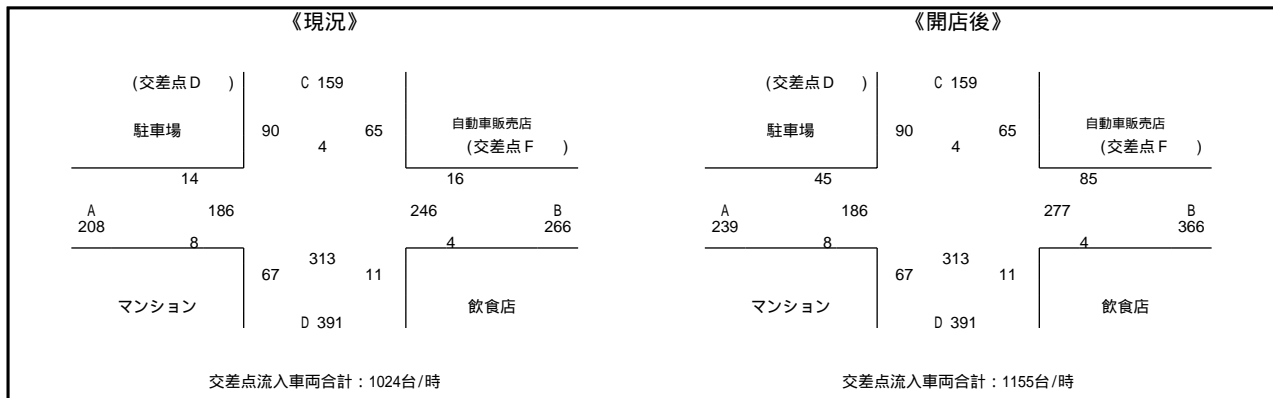 《現況》
(交差点D )
C 159
駐車場
90
4
65
自動車販売店
(交差点F )
14
16
A
208
186
246
B
266
8
4
67
313
11
マンション
飲食店
D 391
交差点流入車両合計：1024台/時
《開店後》
(交差点D )
C 159
駐車場
90
4
65
自動車販売店
(交差点F )
45
85
A
239
186
277
B
366
8
4
67
313
11
マンション
飲食店
D 391
交差点流入車両合計：1155台/時